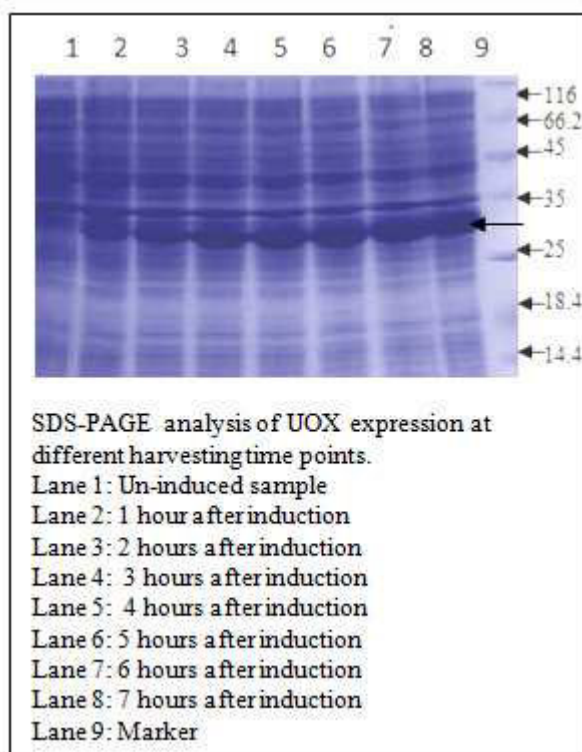 1 2 3 4 5 6 7 8 9
116
66.2
45
35
25
18.4
14.4
SDS-PAGE analysis of UOX expression at
different harvesting time points.
Lane 1: Un-induced sample
Lane 2: 1 hour after induction
Lane 3: 2 hours after induction
Lane 4: 3 hours after induction
Lane 5: 4 hours after induction
Lane 6: 5 hours after induction
Lane 7: 6 hours after induction
Lane 8: 7 hours after induction
Lane 9: Marker